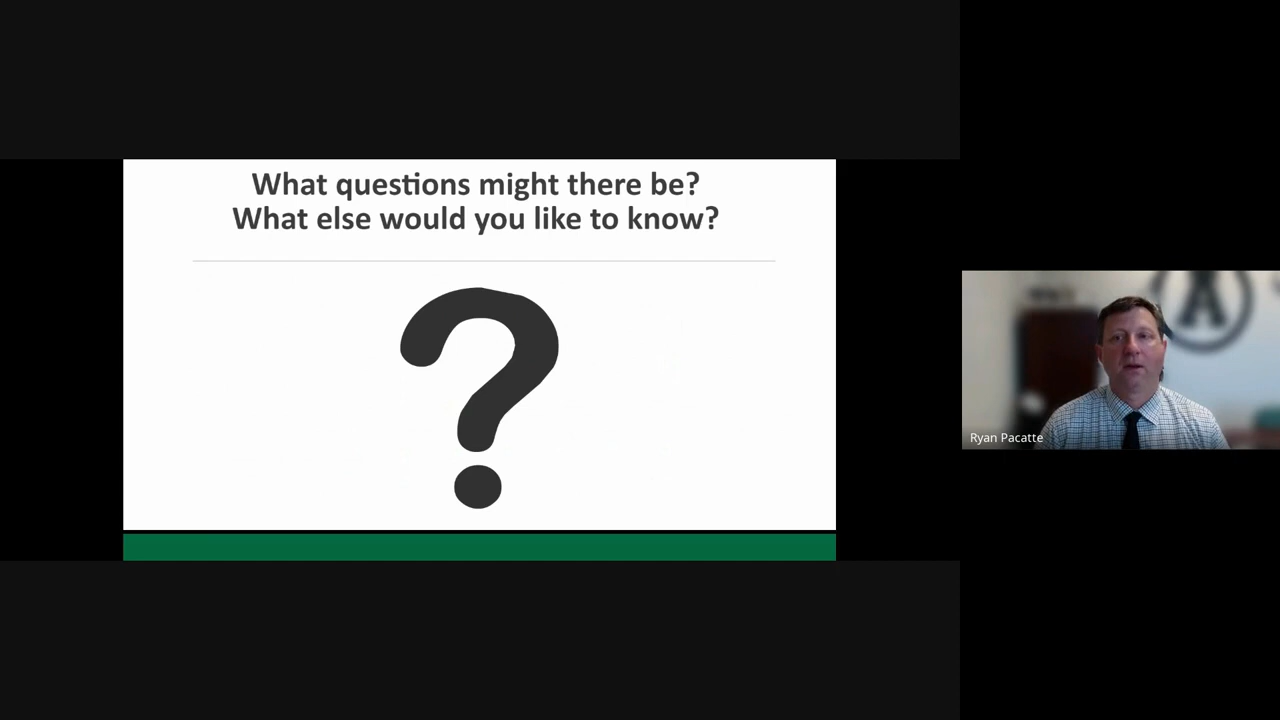 What questions might there be?
What else would you like to know?
?
Ryan Pacatte